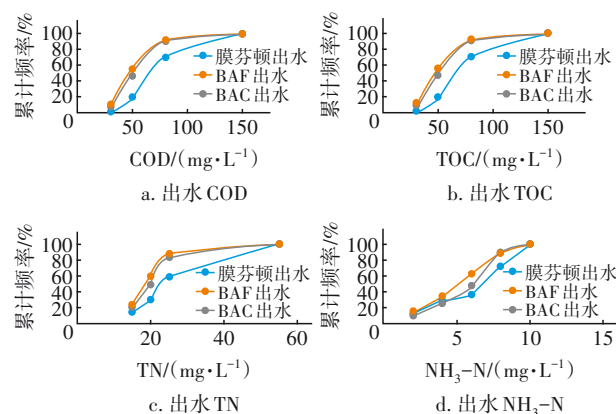 累计频率/%
100
80
60
40
20
0
50
100
150
膜芬顿出水
BAF出水
BAC出水
COD/(mg·L⁻¹)
a. 出水COD
累计频率/%
100
80
60
40
20
0
50
100
150
膜芬顿出水
BAF出水
BAC出水
TOC/(mg·L⁻¹)
b. 出水TOC
累计频率/%
100
80
60
40
20
0
20
40
60
膜芬顿出水
BAF出水
BAC出水
TN/(mg·L⁻¹)
c. 出水TN
累计频率/%
100
80
60
40
20
0
5
10
15
膜芬顿出水
BAF出水
BAC出水
NH₃-N/(mg·L⁻¹)
d. 出水NH₃-N